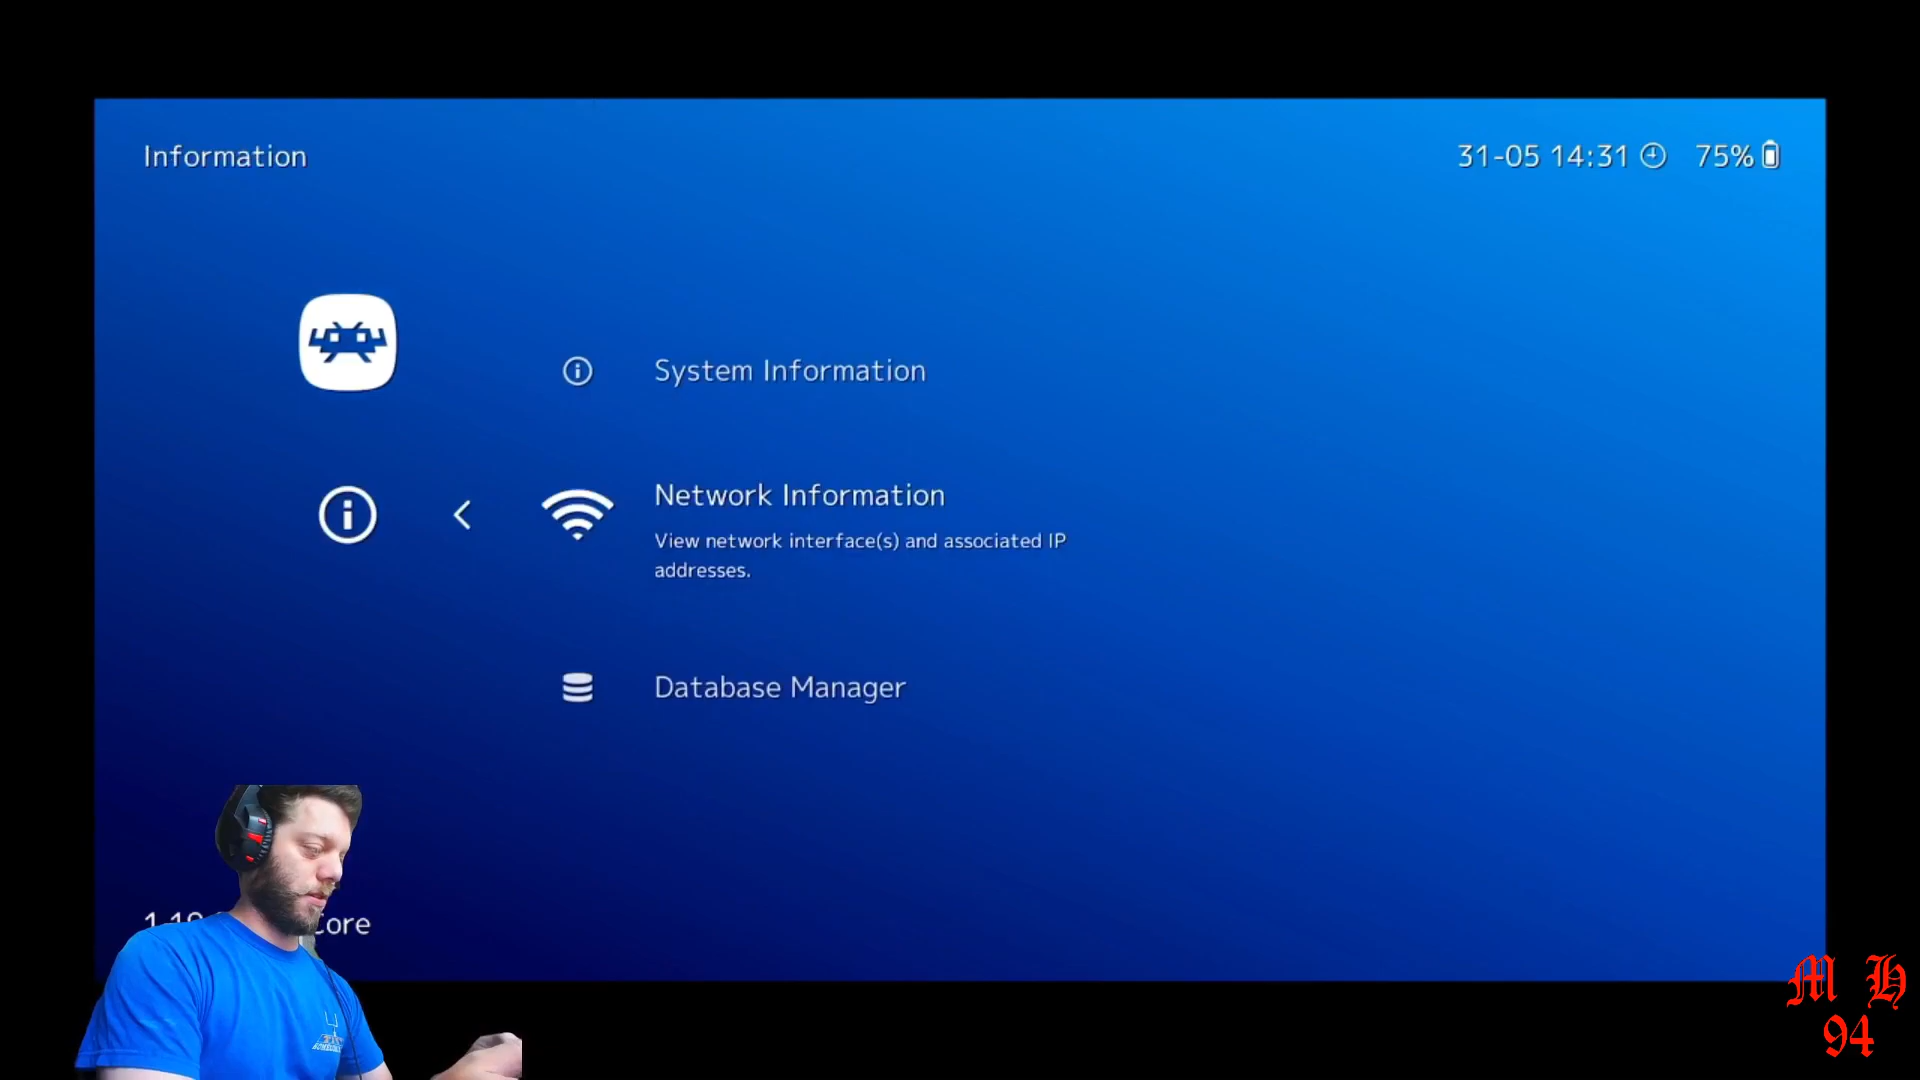 Information
31-05 14:31 75%
System Information
Network Information
View network interface(s) and associated IP
addresses.
Database Manager
Core
M H
94